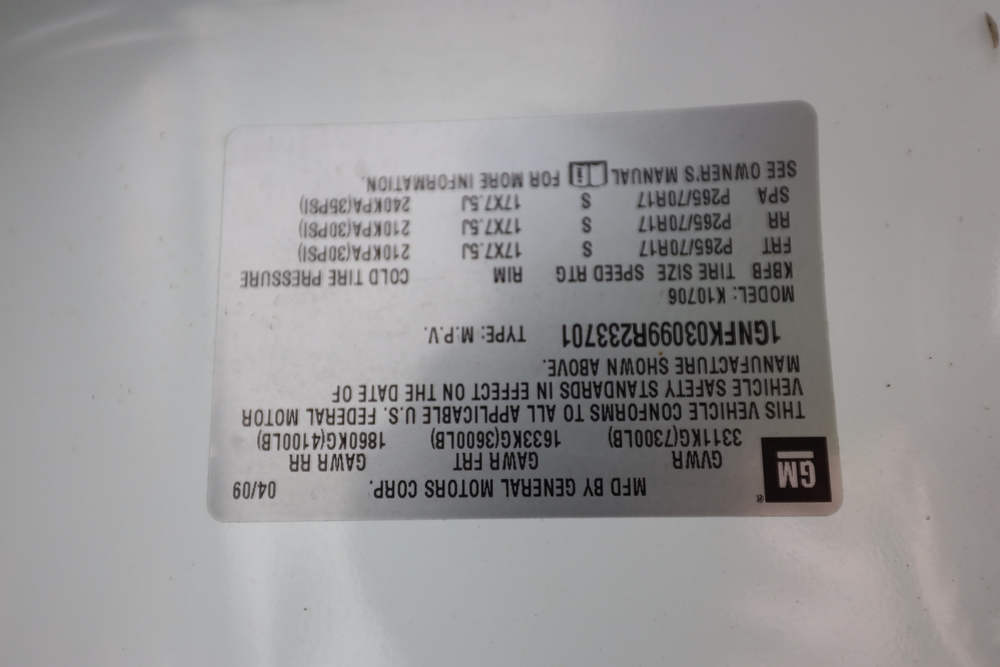 GM® MFD BY GENERAL MOTORS CORP. 04/09
GVWR GAWR FRT GAWR RR
3311KG(7300LB) 1633KG(3600LB) 1860KG(4100LB)
THIS VEHICLE CONFORMS TO ALL APPLICABLE U.S. FEDERAL MOTOR
VEHICLE SAFETY STANDARDS IN EFFECT ON THE DATE OF
MANUFACTURE SHOWN ABOVE.
1GNFK03099R233701 TYPE: M.P.V.
MODEL: K10706
KBFB TIRE SIZE SPEED RTG RIM COLD TIRE PRESSURE
FRT P265/70R17 S 17X7.5J 210KPA(30PSI)
RR P265/70R17 S 17X7.5J 210KPA(30PSI)
SPA P265/70R17 S 17X7.5J 240KPA(35PSI)
SEE OWNER'S MANUAL i FOR MORE INFORMATION.